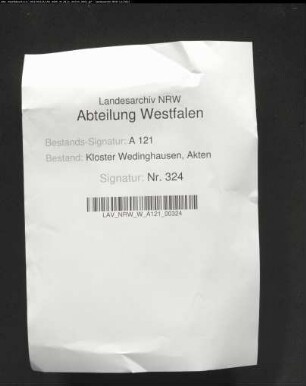 Landesarchiv NRW
Abteilung Westfalen
Bestands-Signatur: A 121
Bestand: Kloster Wedinghausen, Akten
Signatur: Nr. 324
LAV_NRW_W_A121_00324